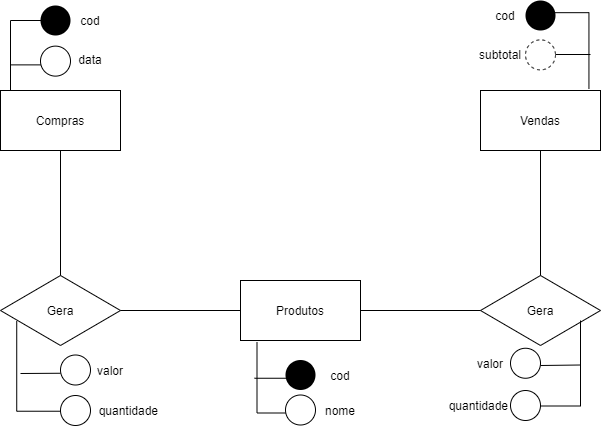 cod
data
Compras
cod
subtotal
Vendas
Gera
Produtos
Gera
valor
quantidade
cod
nome
valor
quantidade